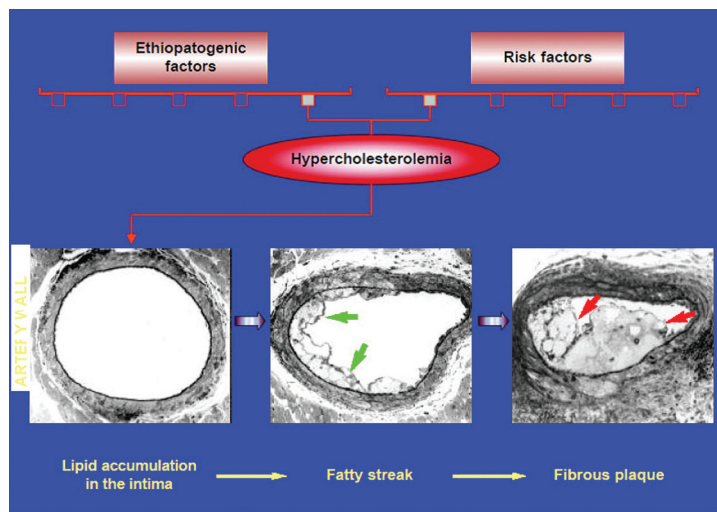 Ethiopatogenic
factors
Risk factors
Hypercholesterolemia
ARTERY WALL
Lipid accumulation
in the intima
Fatty streak
Fibrous plaque